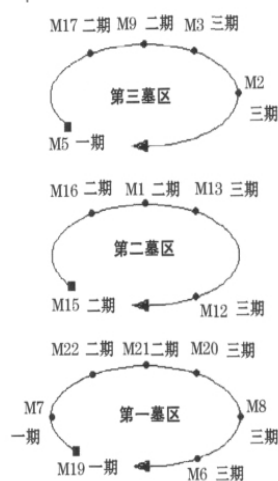 M17 二期 M9 二期 M3 三期
M2
第三墓区
三期
M5 一期
M16 二期 M1 二期 M13 三期
第二墓区
M15 二期
M12 三期
M22 二期 M21二期 M20 三期
M7
M8
第一墓区
一期
三期
M19 一期
M6 三期